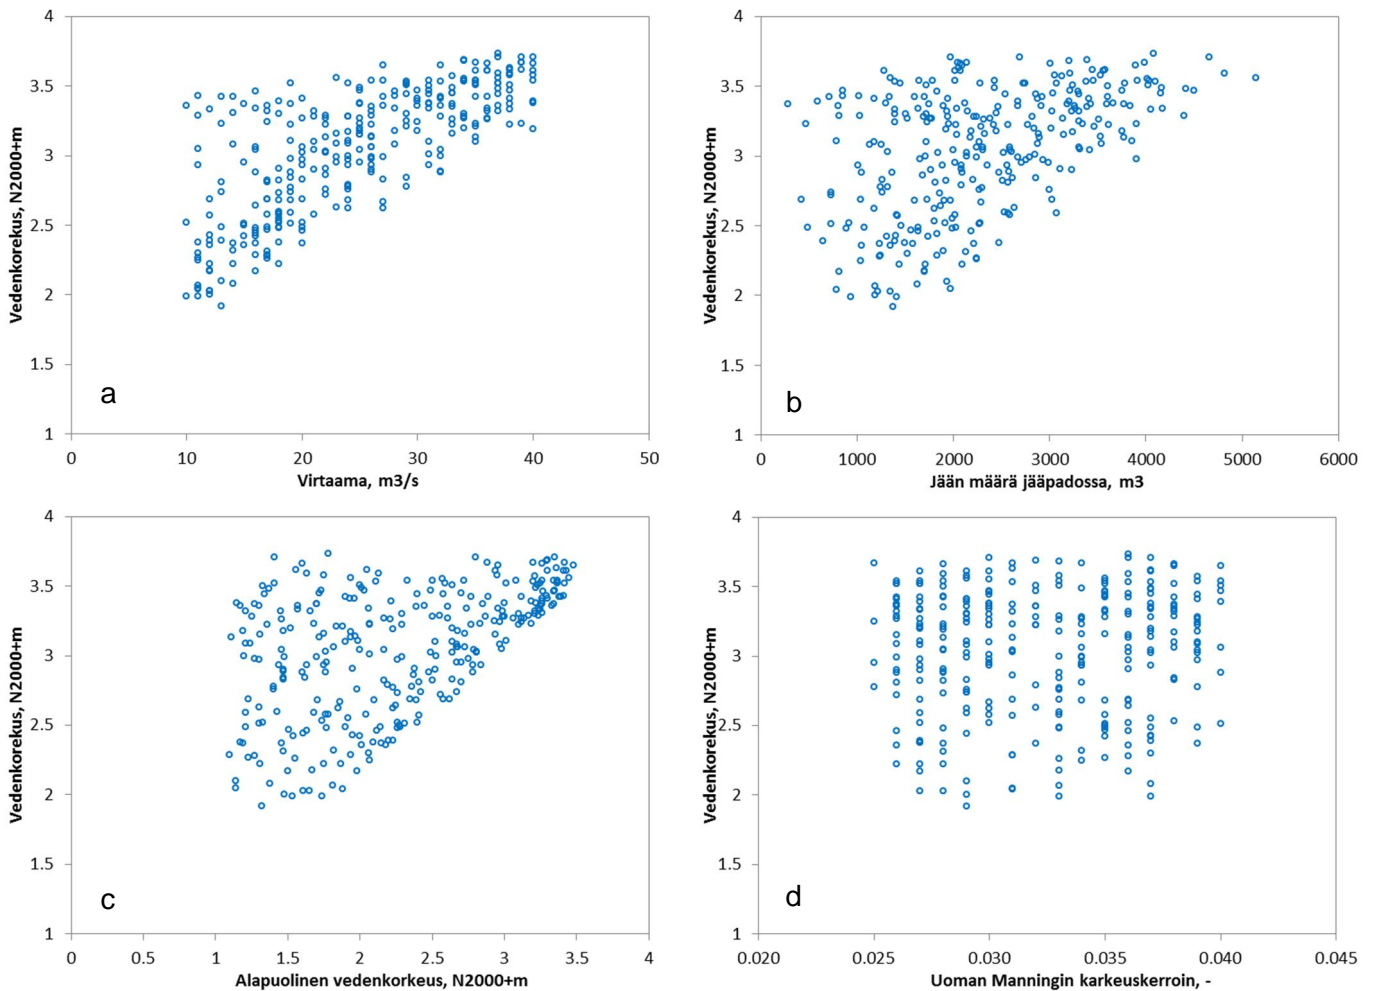 4
3.5
3
2.5
2
1.5
1
Vedenkorekus, N2000+m
a
0 10 20 30 40 50
Virtaama, m3/s
4
3.5
3
2.5
2
1.5
1
Vedenkorekus, N2000+m
b
0 1000 2000 3000 4000 5000 6000
Jään määrä jääpadossa, m3
4
3.5
3
2.5
2
1.5
1
Vedenkorekus, N2000+m
c
0 0.5 1 1.5 2 2.5 3 3.5 4
Alapuolinen vedenkorkeus, N2000+m
4
3.5
3
2.5
2
1.5
1
Vedenkorekus, N2000+m
d
0.020 0.025 0.030 0.035 0.040 0.045
Uoman Manningin karkeuskerroin, -